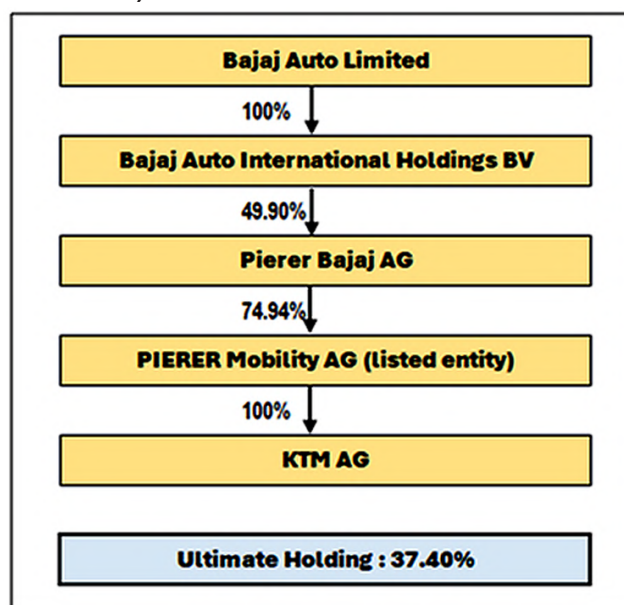 Bajaj Auto Limited
100%
Bajaj Auto International Holdings BV
49.90%
Pierer Bajaj AG
74.94%
PIERER Mobility AG (listed entity)
100%
KTM AG
Ultimate Holding : 37.40%